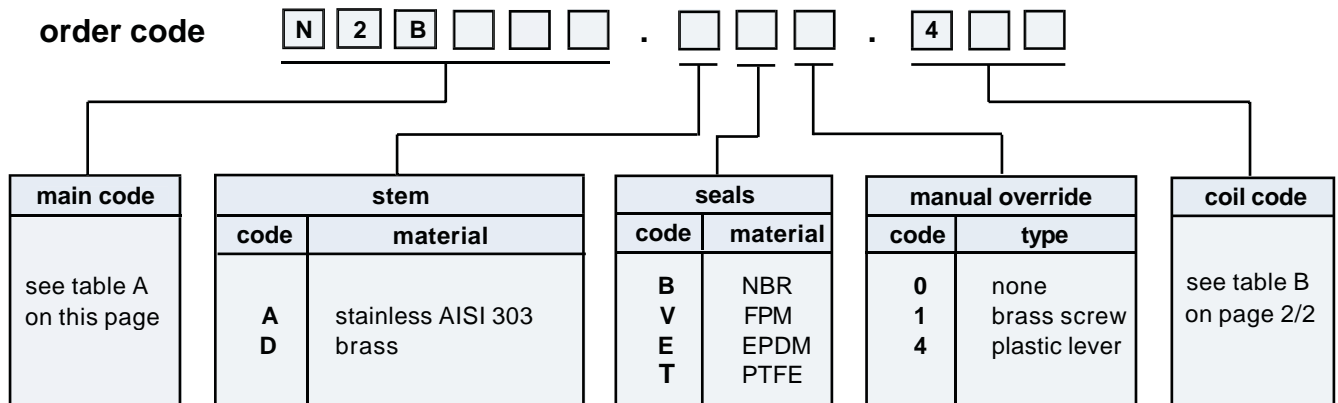 order code N 2 B . . 4
main code stem seals manual override coil code
code material code material code type
see table A on this page
A stainless AISI 303
D brass
B NBR
V FPM
E EPDM
T PTFE
0 none
1 brass screw
4 plastic lever
see table B
on page 2/2